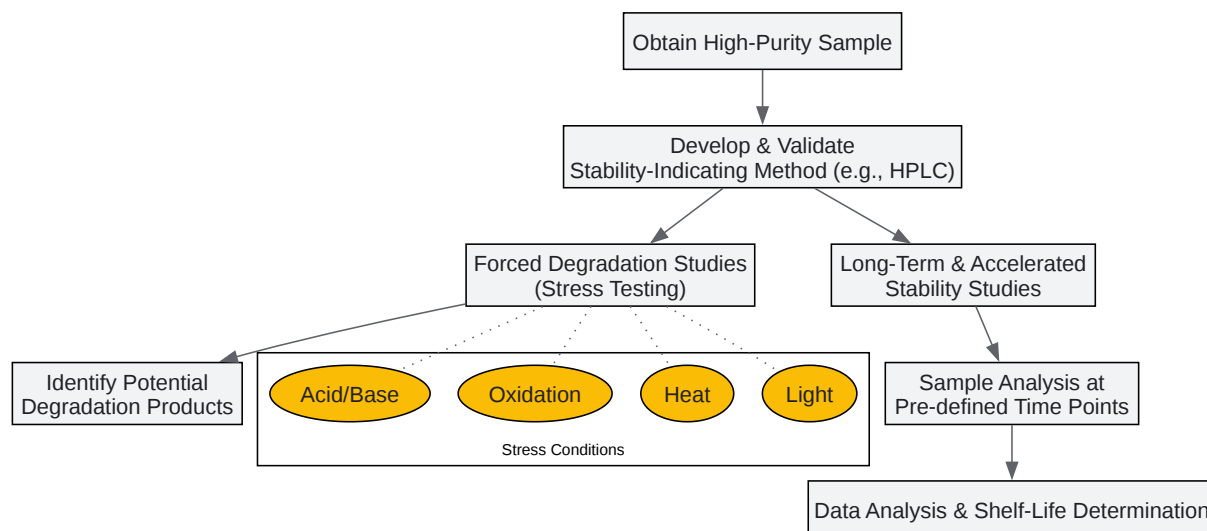 Obtain High-Purity Sample
Develop & Validate
Stability-Indicating Method (e.g., HPLC)
Forced Degradation Studies
(Stress Testing)
Long-Term & Accelerated
Stability Studies
Identify Potential
Degradation Products
Acid/Base
Oxidation
Heat
Light
Stress Conditions
Sample Analysis at
Pre-defined Time Points
Data Analysis & Shelf-Life Determination